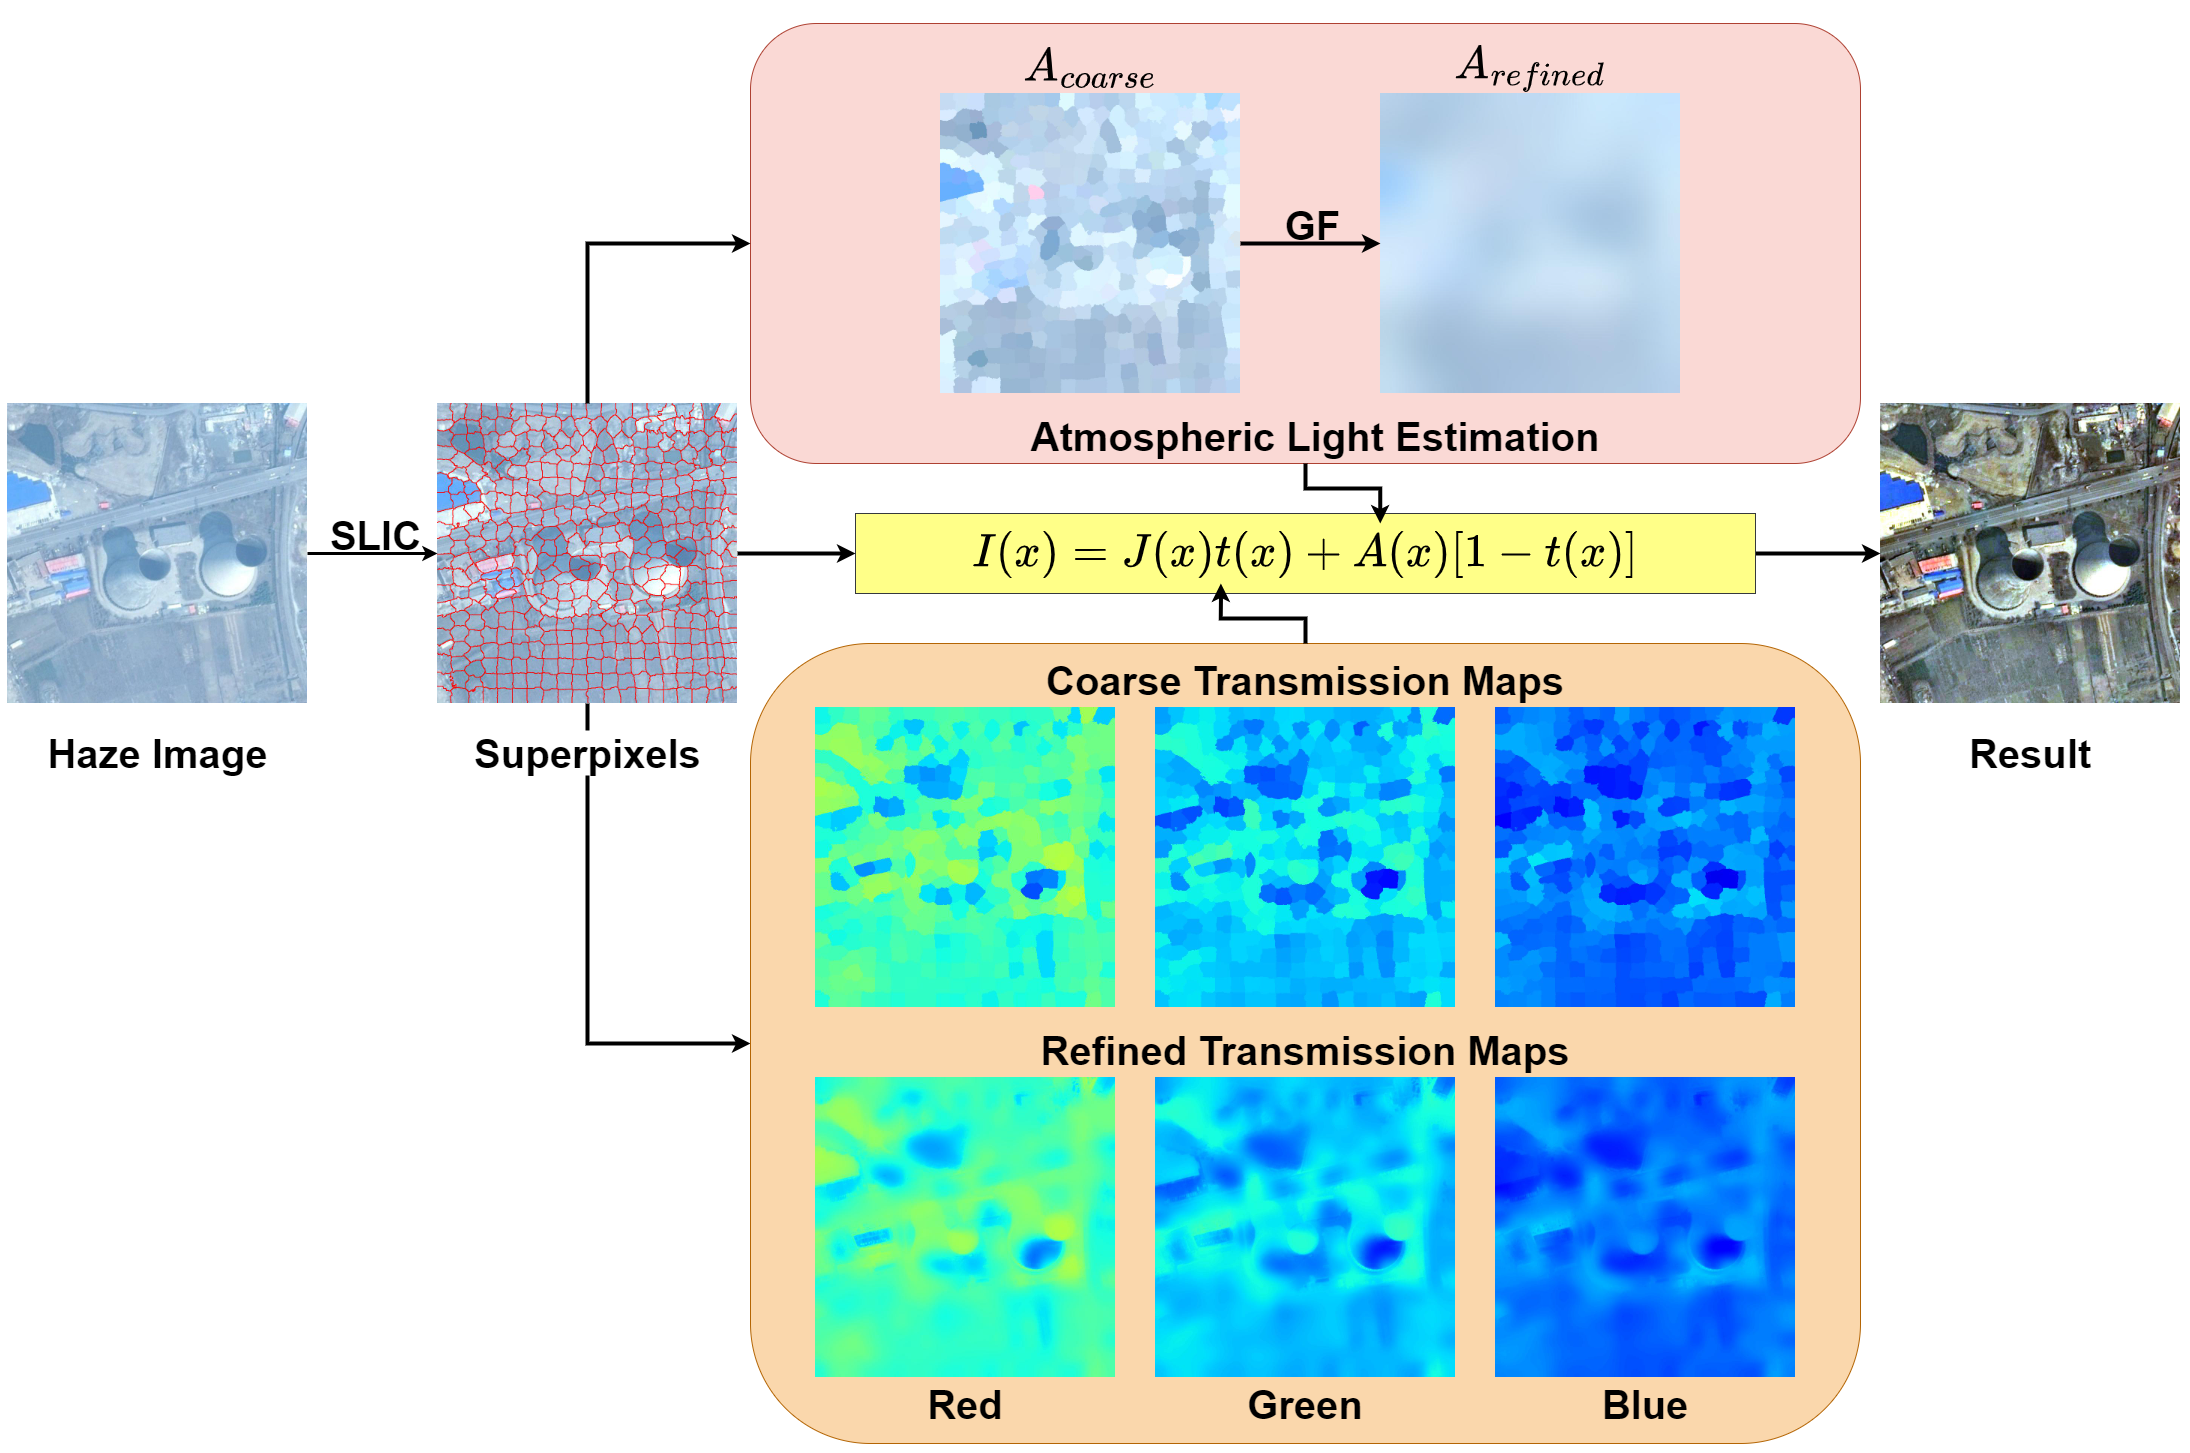 A_{coarse}
A_{refined}
GF
Atmospheric Light Estimation
SLIC
I(x) = J(x)t(x) + A(x)[1 − t(x)]
Haze Image
Superpixels
Result
Coarse Transmission Maps
Refined Transmission Maps
Red
Green
Blue